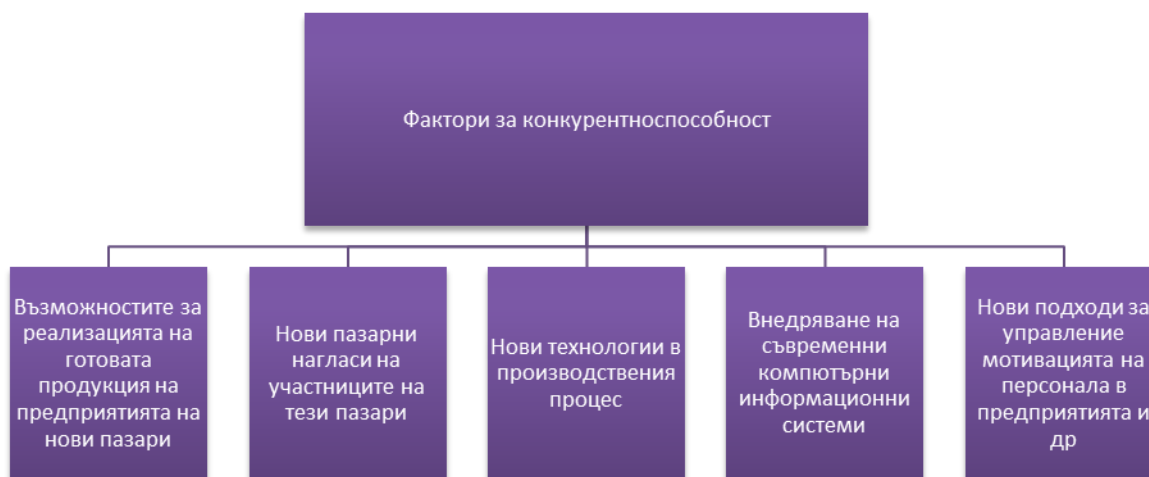 Фактори за конкурентноспособност
Възможностите за
реализацията на
готовата
продукция на
предприятията на
нови пазари
Нови пазарни
нагласи на
участниците на
тези пазари
Нови технологии в
производствения
процес
Внедряване на
съвременни
компютърни
информационни
системи
Нови подходи за
управление
мотивацията на
персонала в
предприятията и
др